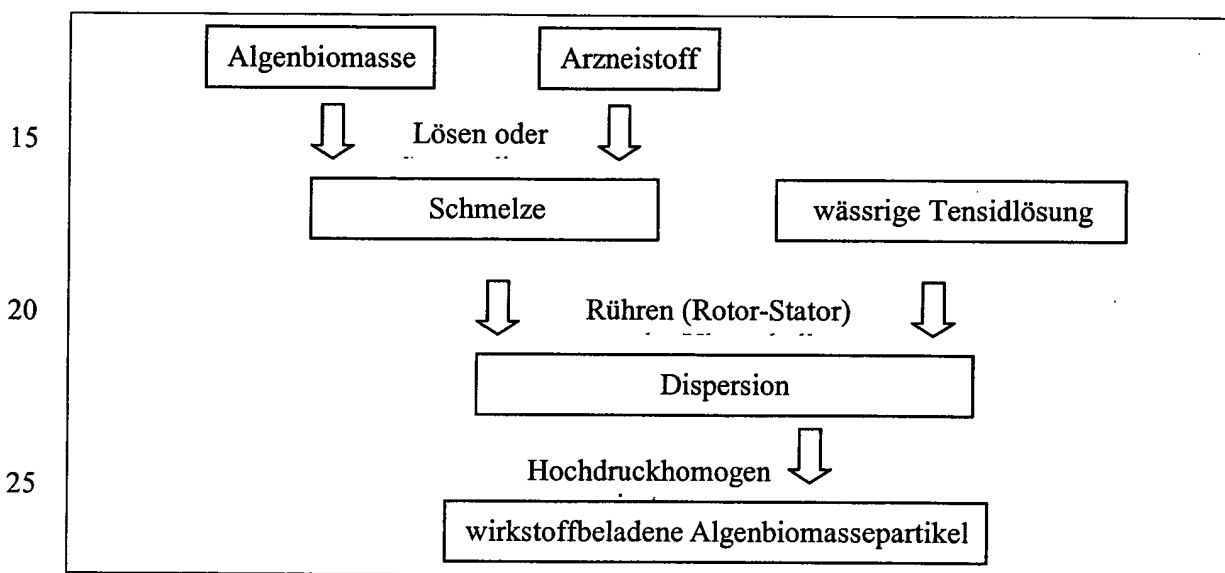 Algenbiomasse Arzneistoff
15 Lösen oder
Schmelze wässrige Tensidlösung
20 Rühren (Rotor-Stator)
Dispersion
25 Hochdruckhomogen
wirkstoffbeladene Algenbiomassepartikel